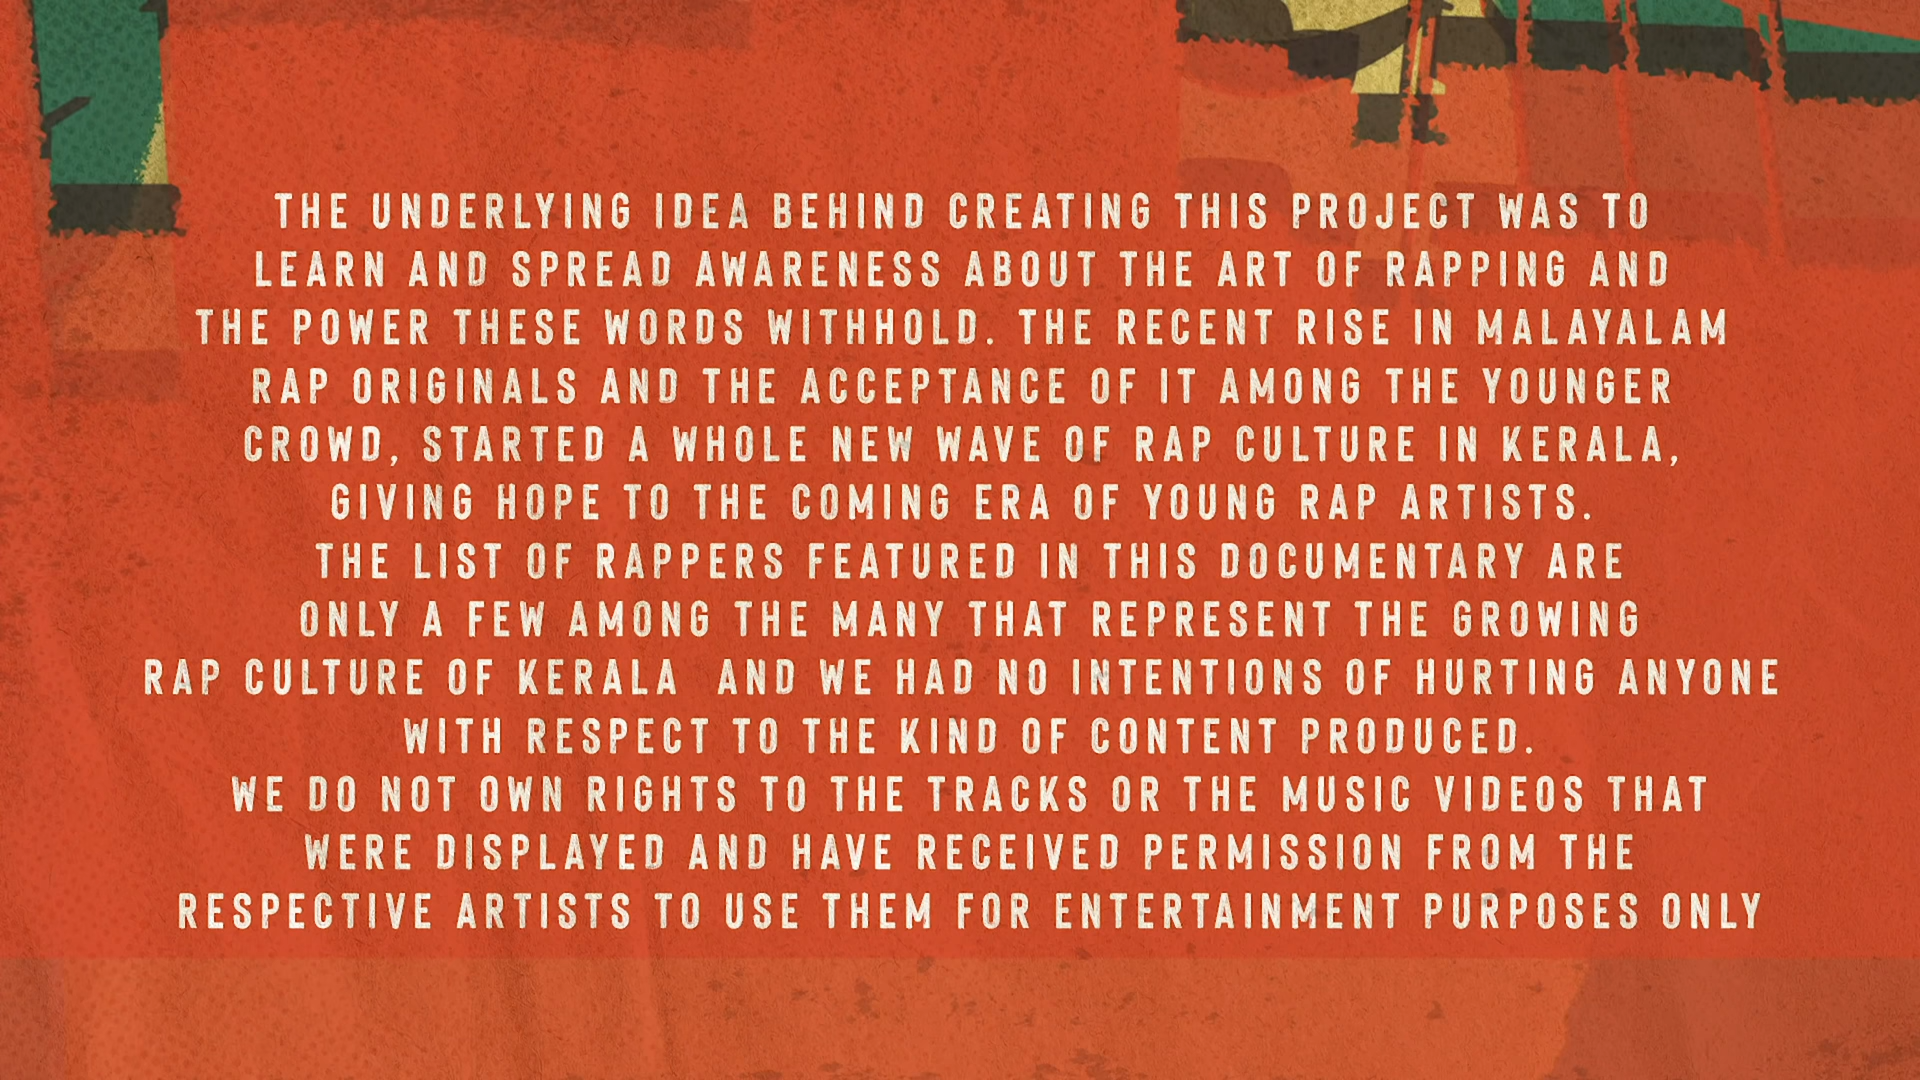 THE UNDERLYING IDEA BEHIND CREATING THIS PROJECT WAS TO
LEARN AND SPREAD AWARENESS ABOUT THE ART OF RAPPING AND
THE POWER THESE WORDS WITHHOLD. THE RECENT RISE IN MALAYALAM
RAP ORIGINALS AND THE ACCEPTANCE OF IT AMONG THE YOUNGER
CROWD, STARTED A WHOLE NEW WAVE OF RAP CULTURE IN KERALA,
GIVING HOPE TO THE COMING ERA OF YOUNG RAP ARTISTS.
THE LIST OF RAPPERS FEATURED IN THIS DOCUMENTARY ARE
ONLY A FEW AMONG THE MANY THAT REPRESENT THE GROWING
RAP CULTURE OF KERALA  AND WE HAD NO INTENTIONS OF HURTING ANYONE
WITH RESPECT TO THE KIND OF CONTENT PRODUCED.
WE DO NOT OWN RIGHTS TO THE TRACKS OR THE MUSIC VIDEOS THAT
WERE DISPLAYED AND HAVE RECEIVED PERMISSION FROM THE
RESPECTIVE ARTISTS TO USE THEM FOR ENTERTAINMENT PURPOSES ONLY